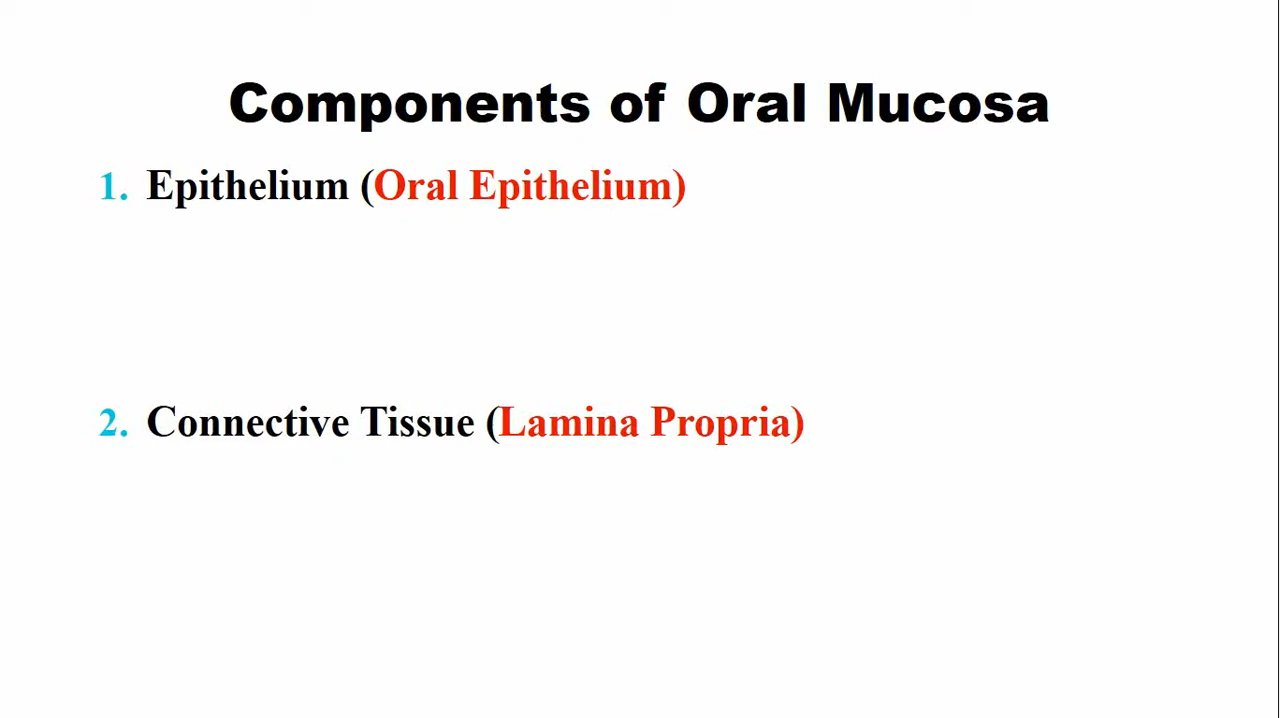 Components of Oral Mucosa
1. Epithelium (Oral Epithelium)
2. Connective Tissue (Lamina Propria)